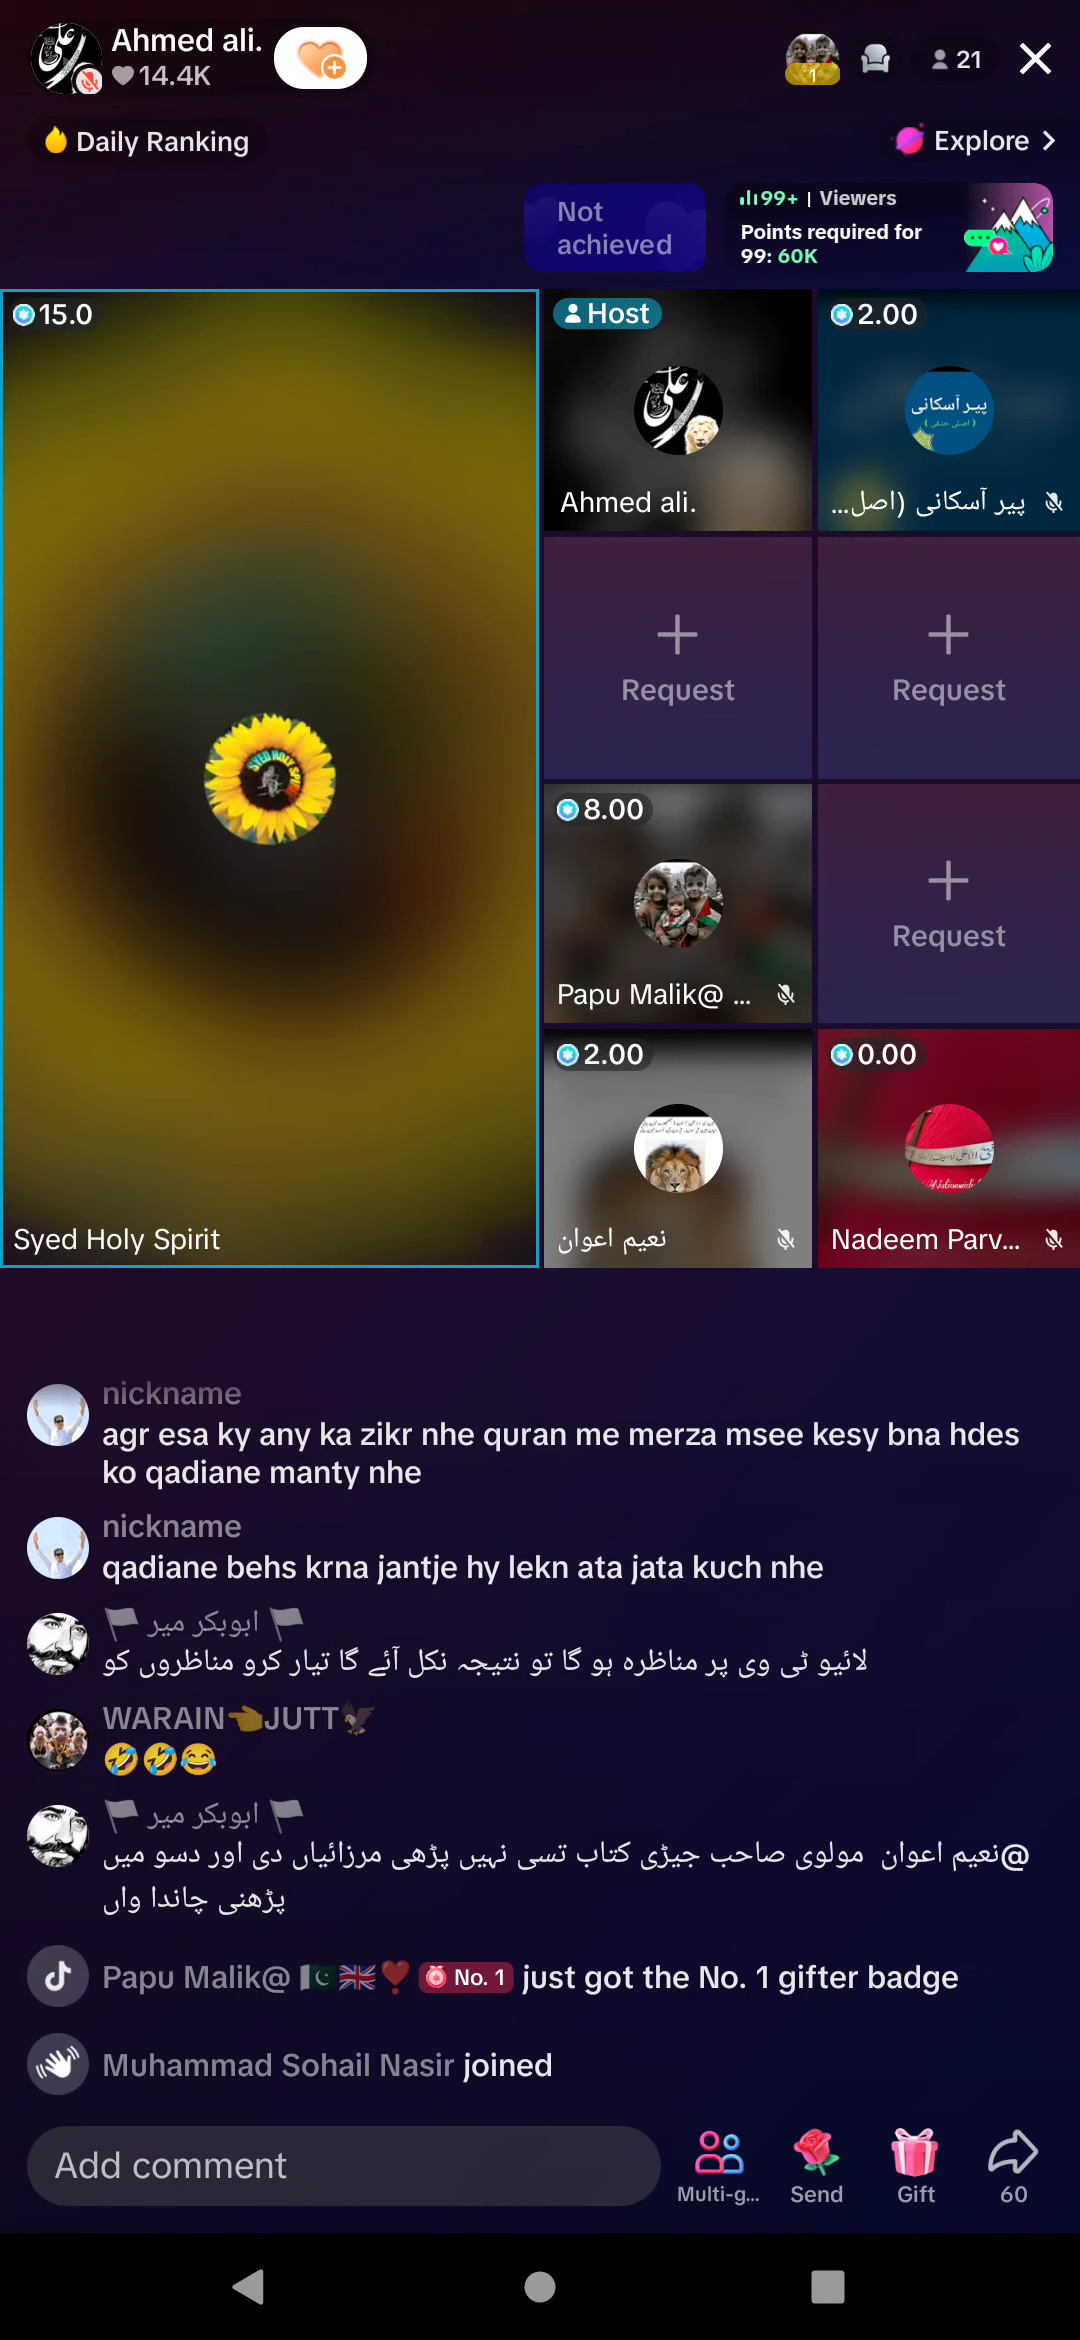 Ahmed ali.
14.4K
1
21
Daily Ranking
Explore
Not
achieved
99+ | Viewers
Points required for
99: 60K
15.0
Syed Holy Spirit
Host
علی
Ahmed ali.
2.00
پیر آسکانی
( اصلی حنفی )
پیر آسکانی (اصل...
Request
Request
8.00
Papu Malik@ ...
Request
2.00
نعیم اعوان
0.00
Nadeem Parv...
nickname
agr esa ky any ka zikr nhe quran me merza msee kesy bna hdes
ko qadiane manty nhe
nickname
qadiane behs krna jantje hy lekn ata jata kuch nhe
🏳 ابوبکر میر 🏳
لائیو ٹی وی پر مناظرہ ہو گا تو نتیجہ نکل آئے گا تیار کرو مناظروں کو
WARAIN👈JUTT🦅
🤣🤣😂
🏳 ابوبکر میر 🏳
@نعیم اعوان مولوی صاحب جیڑی کتاب تسی نہیں پڑھی مرزائیاں دی اور دسو میں
پڑھنی چاندا واں
Papu Malik@ 🇵🇰🇬🇧❣️ No. 1 just got the No. 1 gifter badge
Muhammad Sohail Nasir joined
Add comment
Multi-g...
Send
Gift
60